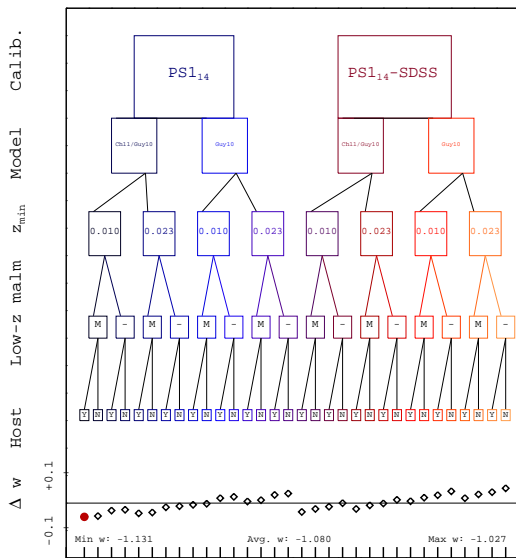 Calib.
PS1₁₄ PS1₁₄-SDSS
Model
Ch11/Guy10 Guy10 Ch11/Guy10 Guy10
z_min
0.010 0.023 0.010 0.023 0.010 0.023 0.010 0.023
Low-z malm
M - M - M - M - M - M - M - M -
Host
Y N Y N Y N Y N Y N Y N Y N Y N Y N Y N Y N Y N Y N Y N Y N Y N
Δ w
+0.1
-0.1
Min w: -1.131 Avg. w: -1.080 Max w: -1.027